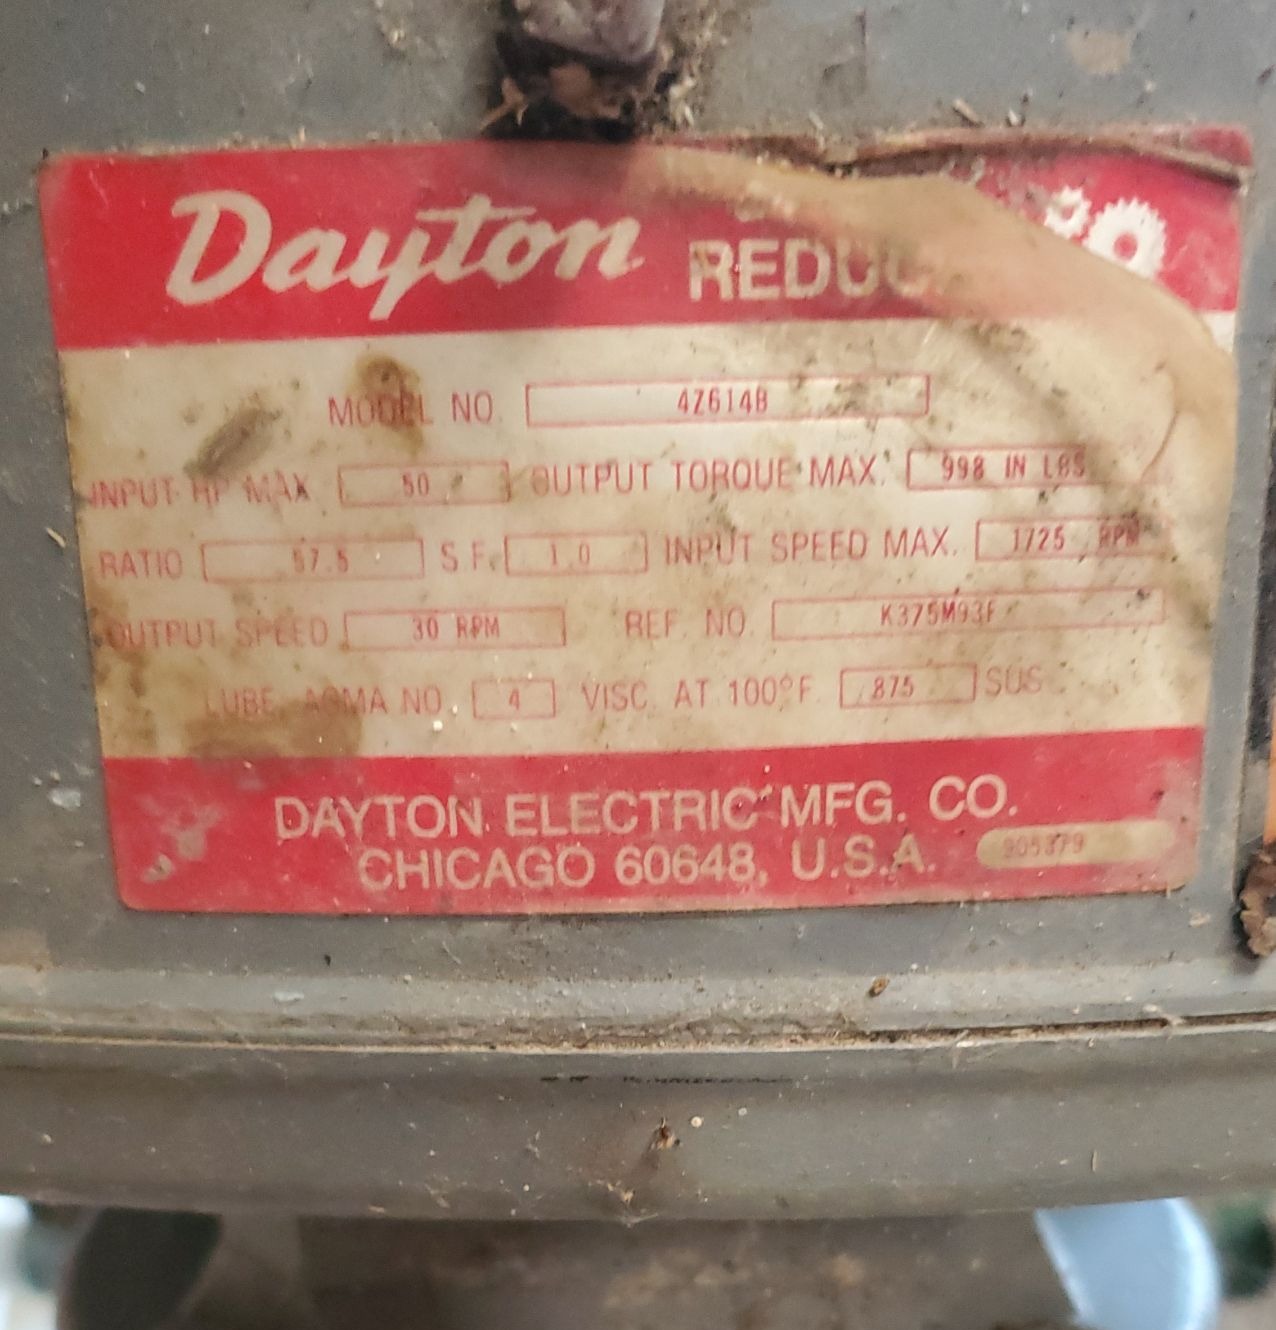 Dayton
REDUC
MODEL NO. 4Z614B
INPUT HP MAX 50 OUTPUT TORQUE MAX. 998 IN LBS
RATIO 57.5 S.F. 1.0 INPUT SPEED MAX. 1725 RPM
OUTPUT SPEED 30 RPM REF. NO. K375M93F
LUBE AGMA NO. 4 VISC. AT 100°F 875 SUS
DAYTON ELECTRIC MFG. CO.
CHICAGO 60648, U.S.A. 905379